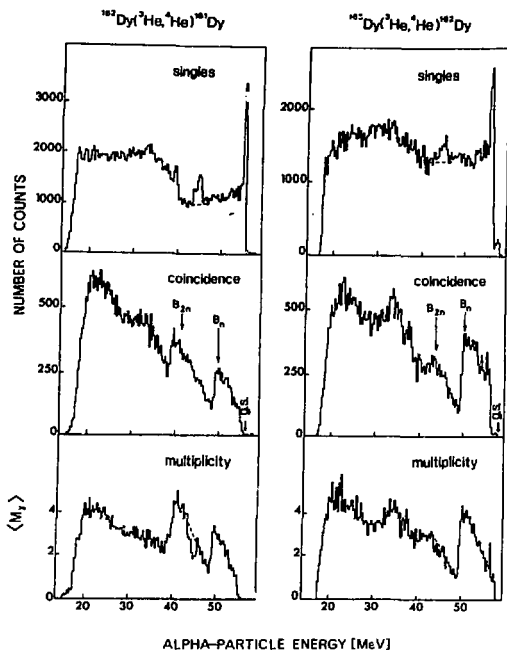 ¹⁶²Dy(³He,⁴He)¹⁶¹Dy
singles
3000
2000
1000
0
coincidence
500
250
0
B₂ₙ
Bₙ
g.s.
multiplicity
4
2
0
20 30 40 50
¹⁶³Dy(³He,⁴He)¹⁶²Dy
singles
2000
1000
0
coincidence
500
250
0
B₂ₙ
Bₙ
g.s.
multiplicity
4
2
0
20 30 40 50
NUMBER OF COUNTS
⟨Mᵧ⟩
ALPHA-PARTICLE ENERGY [MeV]